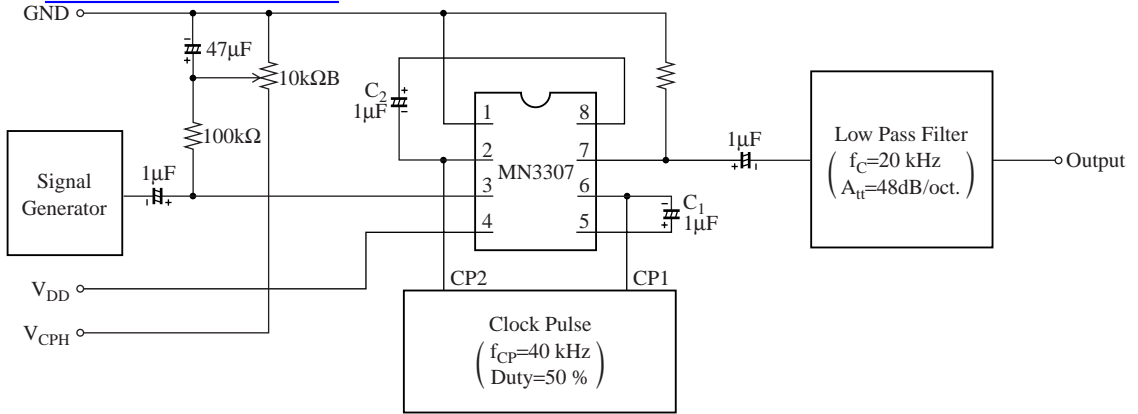 GND
47µF
10kΩB
C2
1µF
100kΩ
Signal
Generator
1µF
1
2
3
4
MN3307
8
7
6
5
C1
1µF
1µF
Low Pass Filter
fC=20 kHz
Att=48dB/oct.
Output
VDD
VCPH
CP2
CP1
Clock Pulse
fCP=40 kHz
Duty=50 %